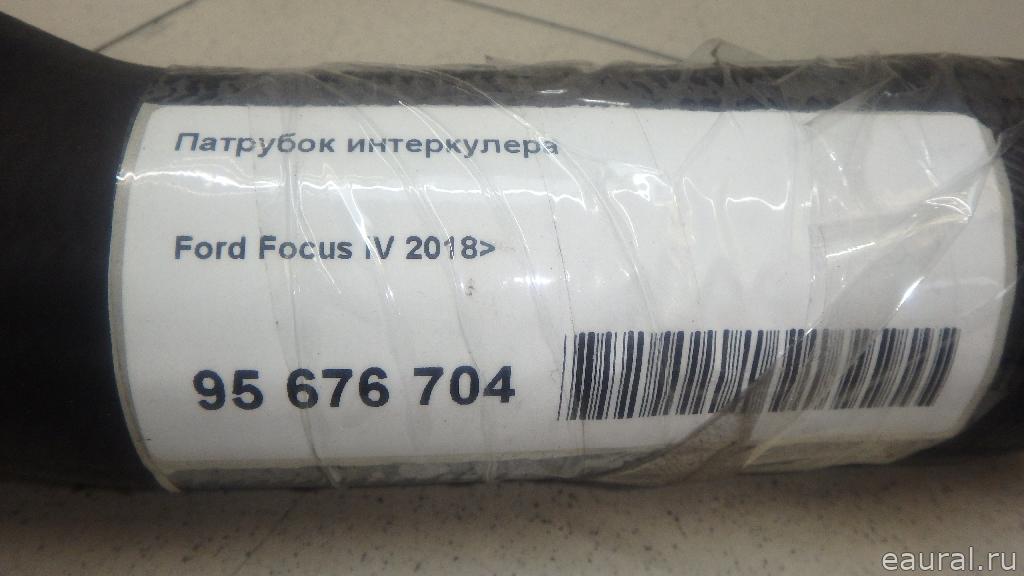 Патрубок интеркулера
Ford Focus IV 2018>
95 676 704
eaural.ru